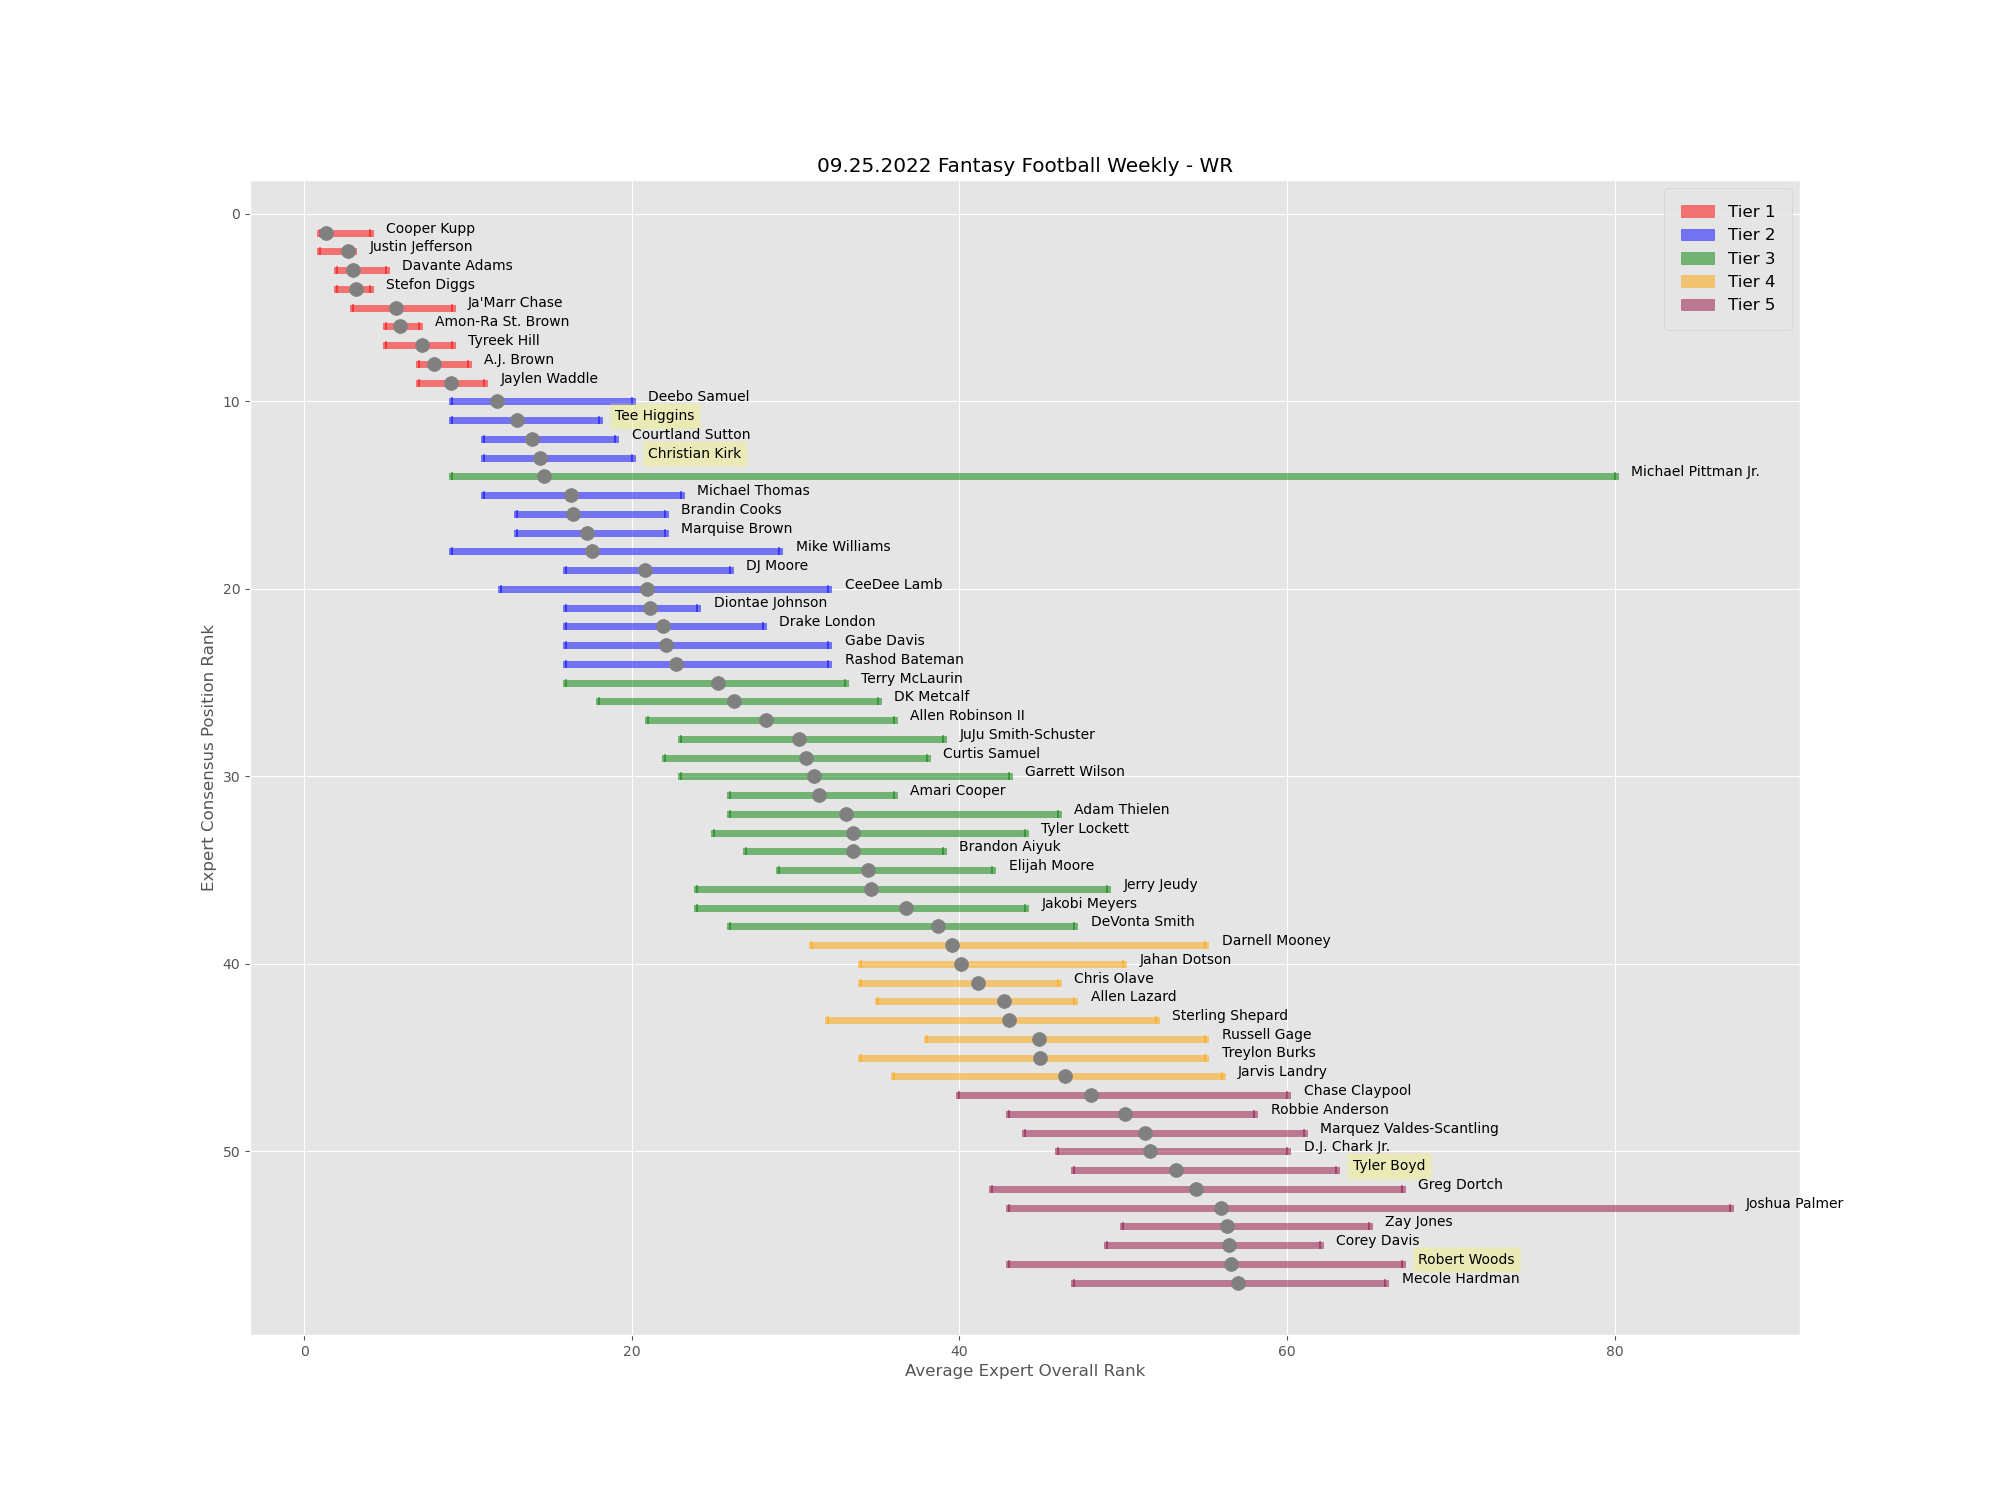 09.25.2022 Fantasy Football Weekly - WR
Tier 1
Tier 2
Tier 3
Tier 4
Tier 5
Expert Consensus Position Rank
0
10
20
30
40
50
Cooper Kupp
Justin Jefferson
Davante Adams
Stefon Diggs
Ja'Marr Chase
Amon-Ra St. Brown
Tyreek Hill
A.J. Brown
Jaylen Waddle
Deebo Samuel
Tee Higgins
Courtland Sutton
Christian Kirk
Michael Pittman Jr.
Michael Thomas
Brandin Cooks
Marquise Brown
Mike Williams
DJ Moore
CeeDee Lamb
Diontae Johnson
Drake London
Gabe Davis
Rashod Bateman
Terry McLaurin
DK Metcalf
Allen Robinson II
JuJu Smith-Schuster
Curtis Samuel
Garrett Wilson
Amari Cooper
Adam Thielen
Tyler Lockett
Brandon Aiyuk
Elijah Moore
Jerry Jeudy
Jakobi Meyers
DeVonta Smith
Darnell Mooney
Jahan Dotson
Chris Olave
Allen Lazard
Sterling Shepard
Russell Gage
Treylon Burks
Jarvis Landry
Chase Claypool
Robbie Anderson
Marquez Valdes-Scantling
D.J. Chark Jr.
Tyler Boyd
Greg Dortch
Joshua Palmer
Zay Jones
Corey Davis
Robert Woods
Mecole Hardman
0
20
40
60
80
Average Expert Overall Rank